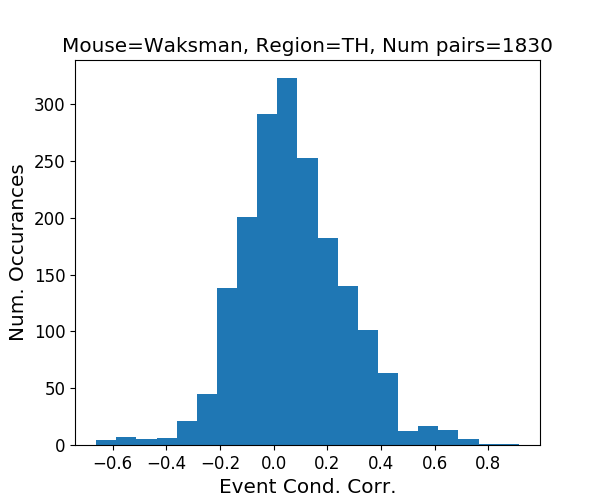 Mouse=Waksman, Region=TH, Num pairs=1830
Num. Occurances
300
250
200
150
100
50
0
−0.6 −0.4 −0.2 0.0 0.2 0.4 0.6 0.8
Event Cond. Corr.